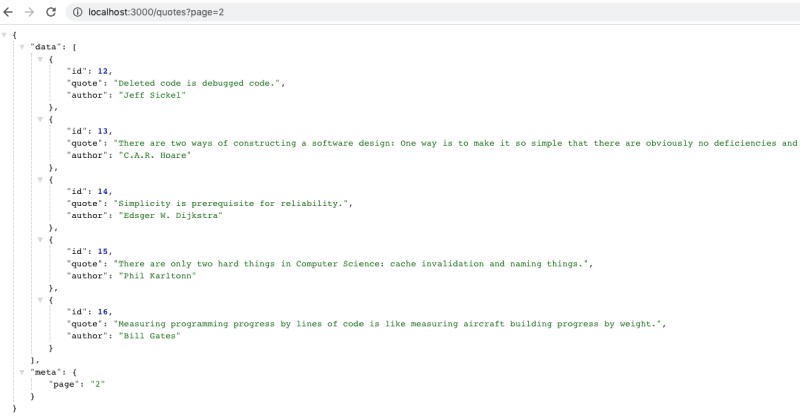 localhost:3000/quotes?page=2
{
"data": [
{
"id": 12,
"quote": "Deleted code is debugged code.",
"author": "Jeff Sickel"
},
{
"id": 13,
"quote": "There are two ways of constructing a software design: One way is to make it so simple that there are obviously no deficiencies and
"author": "C.A.R. Hoare"
},
{
"id": 14,
"quote": "Simplicity is prerequisite for reliability.",
"author": "Edsger W. Dijkstra"
},
{
"id": 15,
"quote": "There are only two hard things in Computer Science: cache invalidation and naming things.",
"author": "Phil Karltonn"
},
{
"id": 16,
"quote": "Measuring programming progress by lines of code is like measuring aircraft building progress by weight.",
"author": "Bill Gates"
}
],
"meta": {
"page": "2"
}
}